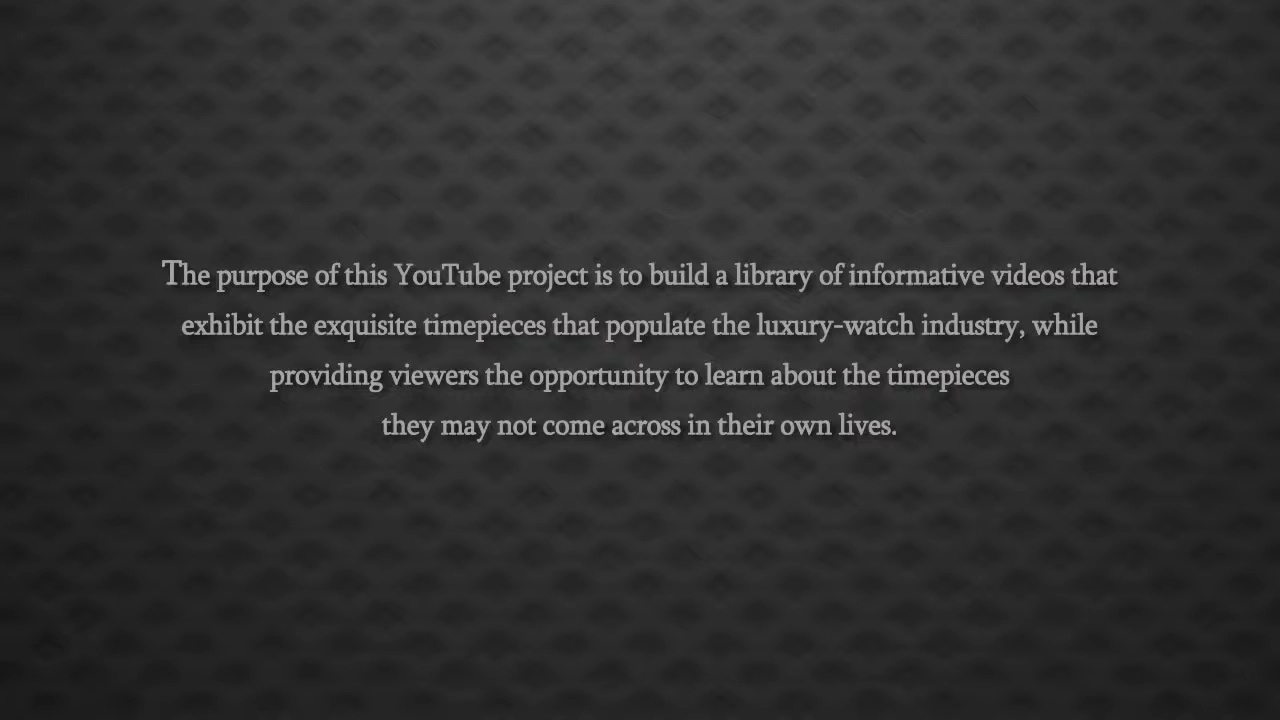 The purpose of this YouTube project is to build a library of informative videos that
exhibit the exquisite timepieces that populate the luxury-watch industry, while
providing viewers the opportunity to learn about the timepieces
they may not come across in their own lives.